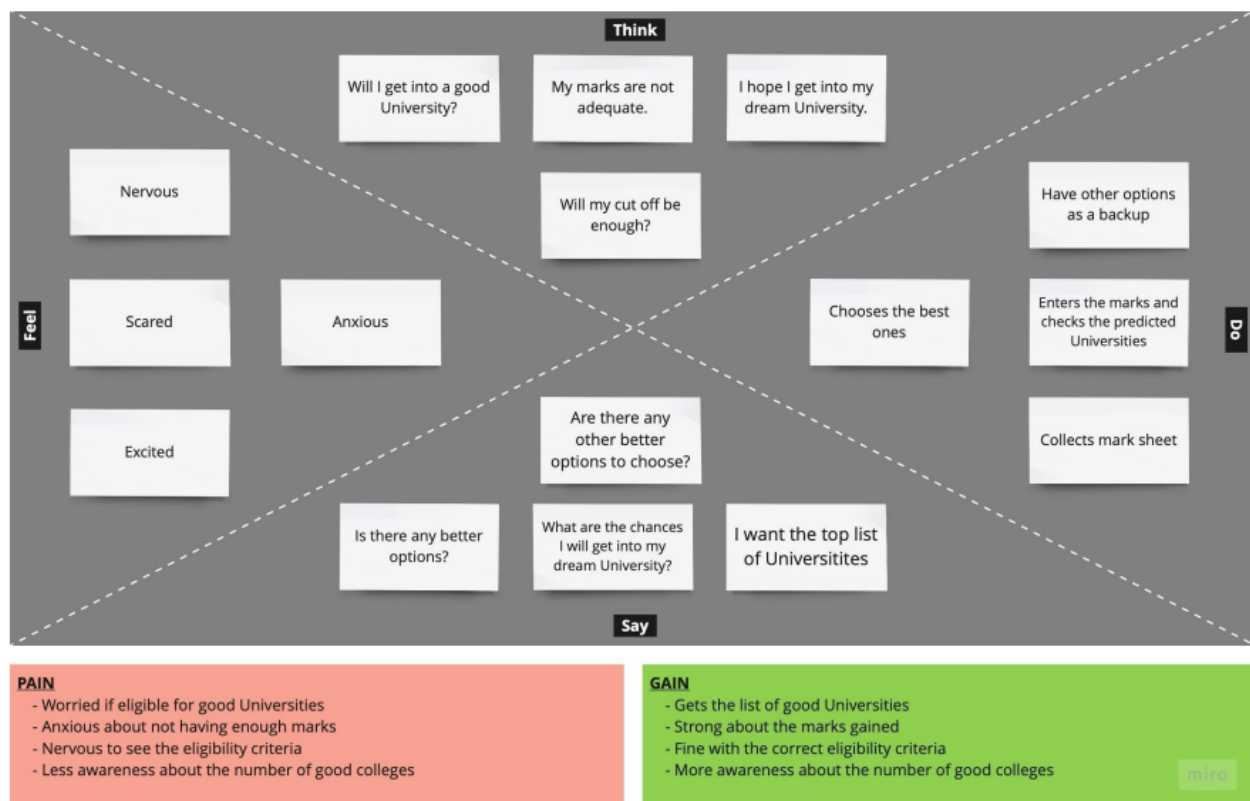 Think
Will I get into a good
University?
My marks are not
adequate.
I hope I get into my
dream University.
Will my cut off be
enough?
Feel
Nervous
Scared
Anxious
Excited
Do
Have other options
as a backup
Chooses the best
ones
Enters the marks and
checks the predicted
Universities
Collects mark sheet
Are there any
other better
options to choose?
Is there any better
options?
What are the chances
I will get into my
dream University?
I want the top list
of Universitites
Say
PAIN
- Worried if eligible for good Universities
- Anxious about not having enough marks
- Nervous to see the eligibility criteria
- Less awareness about the number of good colleges
GAIN
- Gets the list of good Universities
- Strong about the marks gained
- Fine with the correct eligibility criteria
- More awareness about the number of good colleges
miro